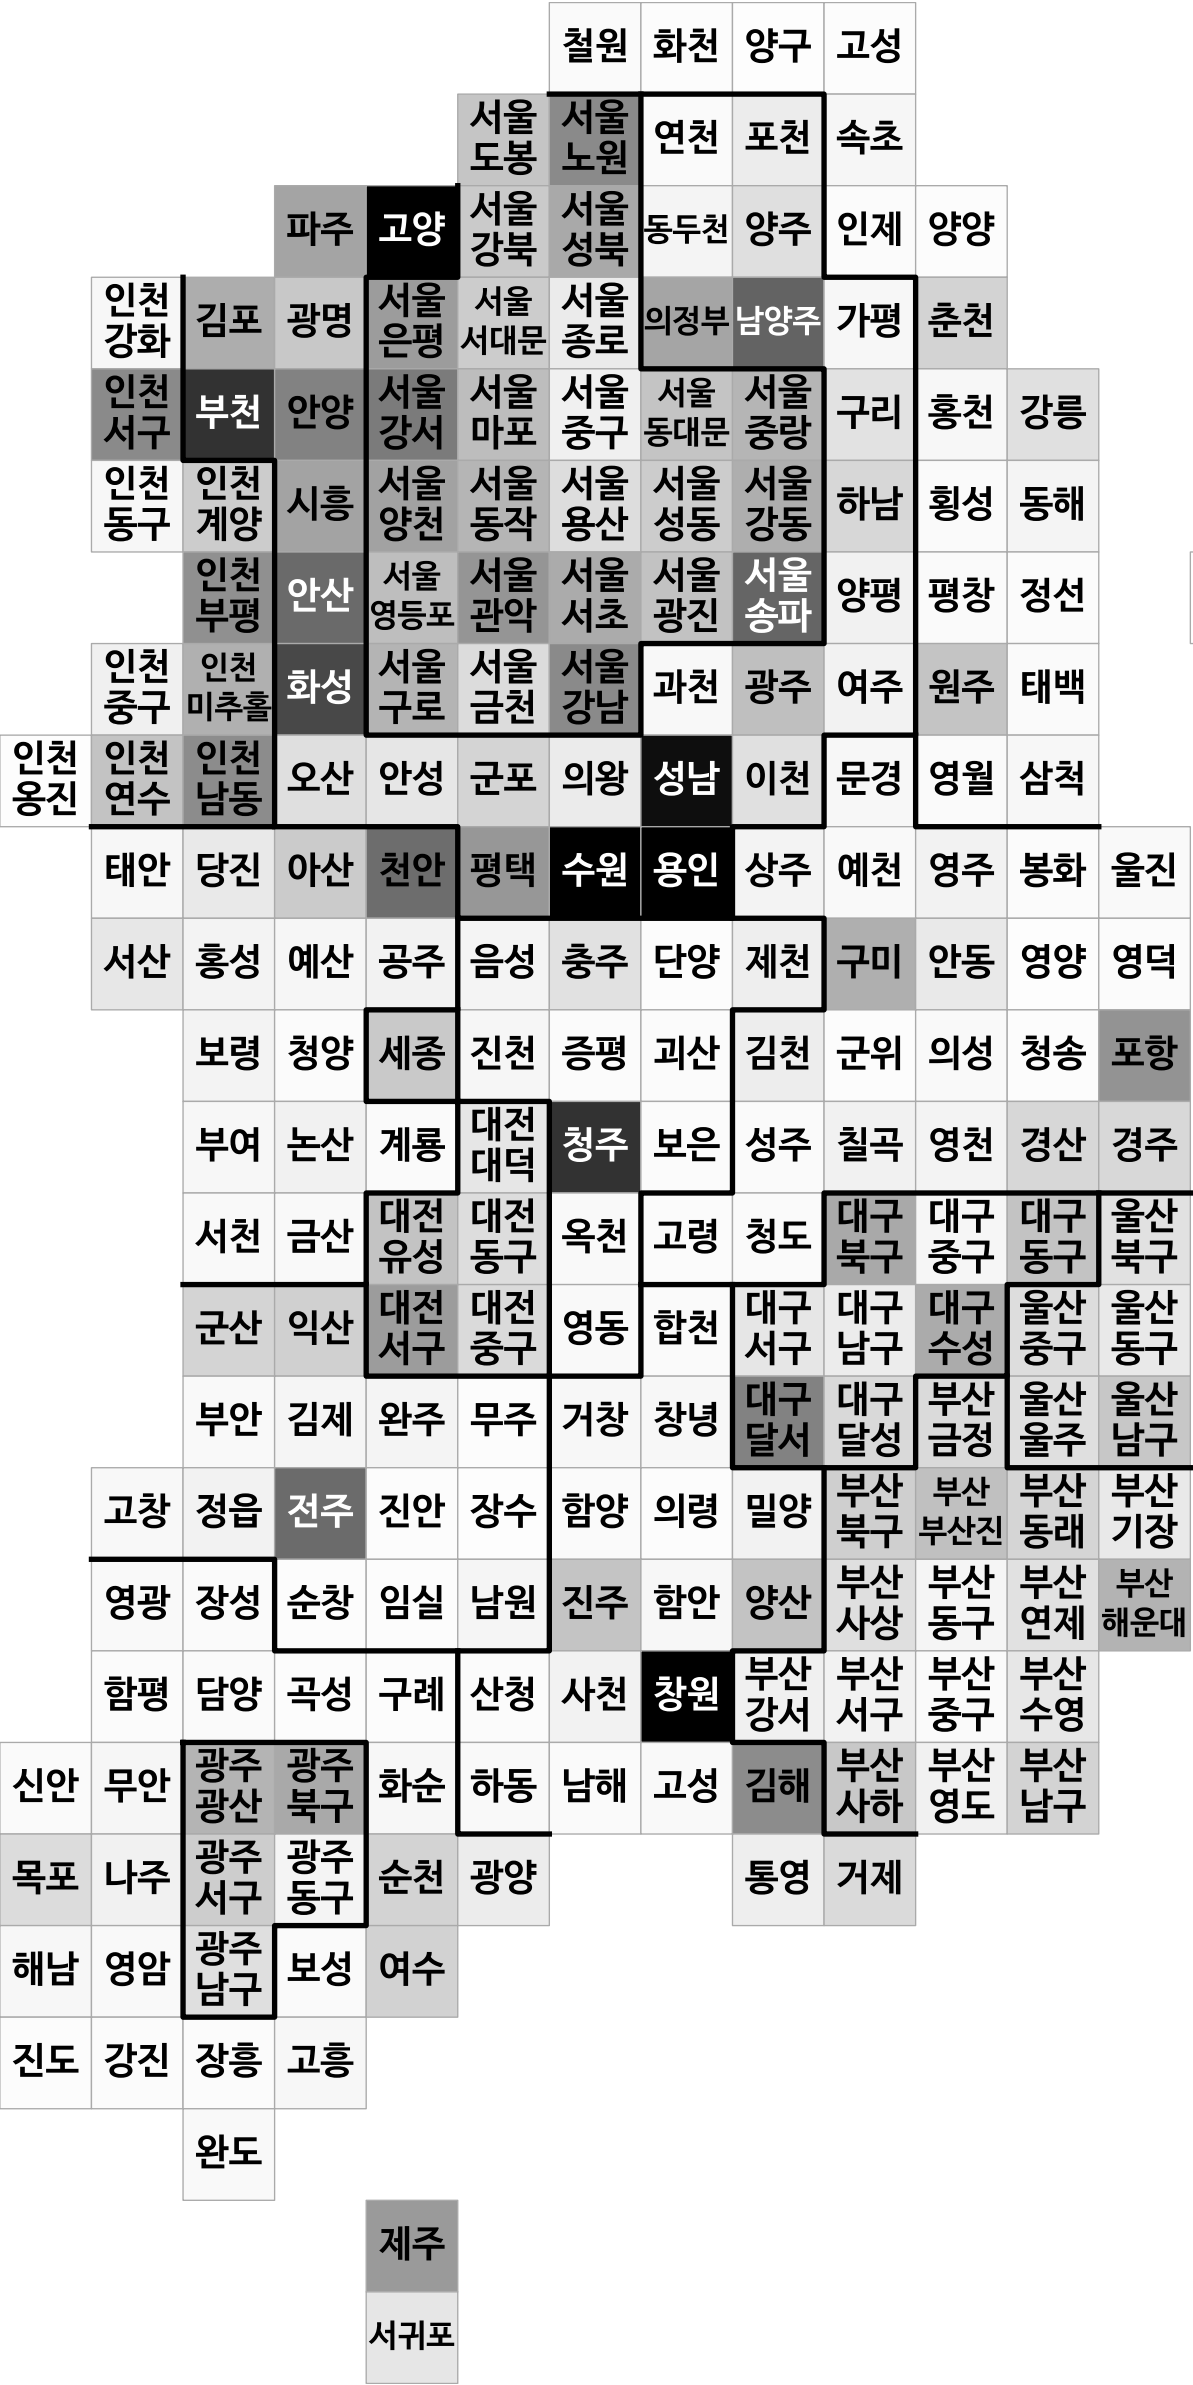 철원 화천 양구 고성
서울 도봉 서울 노원 연천 포천 속초
파주 고양 서울 강북 서울 성북 동두천 양주 인제 양양
인천 강화 김포 광명 서울 은평 서울 서대문 서울 종로 의정부 남양주 가평 춘천
인천 서구 부천 안양 서울 강서 서울 마포 서울 중구 서울 동대문 서울 중랑 구리 홍천 강릉
인천 동구 인천 계양 시흥 서울 양천 서울 동작 서울 용산 서울 성동 서울 강동 하남 횡성 동해
인천 부평 안산 서울 영등포 서울 관악 서울 서초 서울 광진 서울 송파 양평 평창 정선
인천 중구 인천 미추홀 화성 서울 구로 서울 금천 서울 강남 과천 광주 여주 원주 태백
인천 옹진 인천 연수 인천 남동 오산 안성 군포 의왕 성남 이천 문경 영월 삼척
태안 당진 아산 천안 평택 수원 용인 상주 예천 영주 봉화 울진
서산 홍성 예산 공주 음성 충주 단양 제천 구미 안동 영양 영덕
보령 청양 세종 진천 증평 괴산 김천 군위 의성 청송 포항
부여 논산 계룡 대전 대덕 청주 보은 성주 칠곡 영천 경산 경주
서천 금산 대전 유성 대전 동구 옥천 고령 청도 대구 북구 대구 중구 대구 동구 울산 북구
군산 익산 대전 서구 대전 중구 영동 합천 대구 서구 대구 남구 대구 수성 울산 중구 울산 동구
부안 김제 완주 무주 거창 창녕 대구 달서 대구 달성 부산 금정 울산 울주 울산 남구
고창 정읍 전주 진안 장수 함양 의령 밀양 부산 북구 부산 부산진 부산 동래 부산 기장
영광 장성 순창 임실 남원 진주 함안 양산 부산 사상 부산 동구 부산 연제 부산 해운대
함평 담양 곡성 구례 산청 사천 창원 부산 강서 부산 서구 부산 중구 부산 수영
신안 무안 광주 광산 광주 북구 화순 하동 남해 고성 김해 부산 사하 부산 영도 부산 남구
목포 나주 광주 서구 광주 동구 순천 광양 통영 거제
해남 영암 광주 남구 보성 여수
진도 강진 장흥 고흥
완도
제주
서귀포